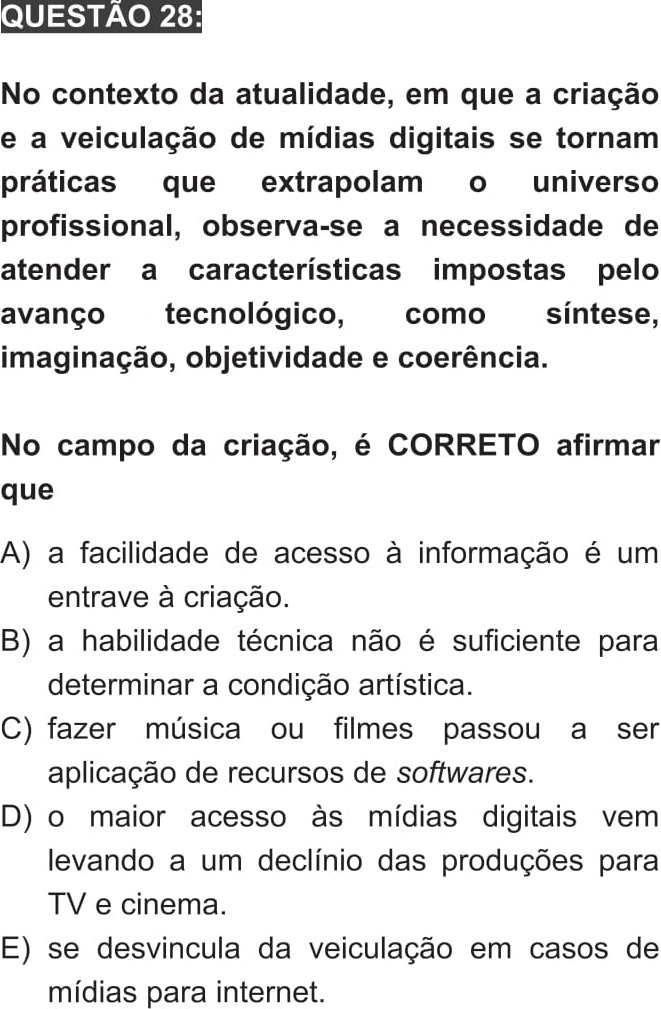 QUESTÃO 28:
No contexto da atualidade, em que a criação
e a veiculação de mídias digitais se tornam
práticas que extrapolam o universo
profissional, observa-se a necessidade de
atender a características impostas pelo
avanço tecnológico, como síntese,
imaginação, objetividade e coerência.
No campo da criação, é CORRETO afirmar
que
A) a facilidade de acesso à informação é um
entrave à criação.
B) a habilidade técnica não é suficiente para
determinar a condição artística.
C) fazer música ou filmes passou a ser
aplicação de recursos de softwares.
D) o maior acesso às mídias digitais vem
levando a um declínio das produções para
TV e cinema.
E) se desvincula da veiculação em casos de
mídias para internet.